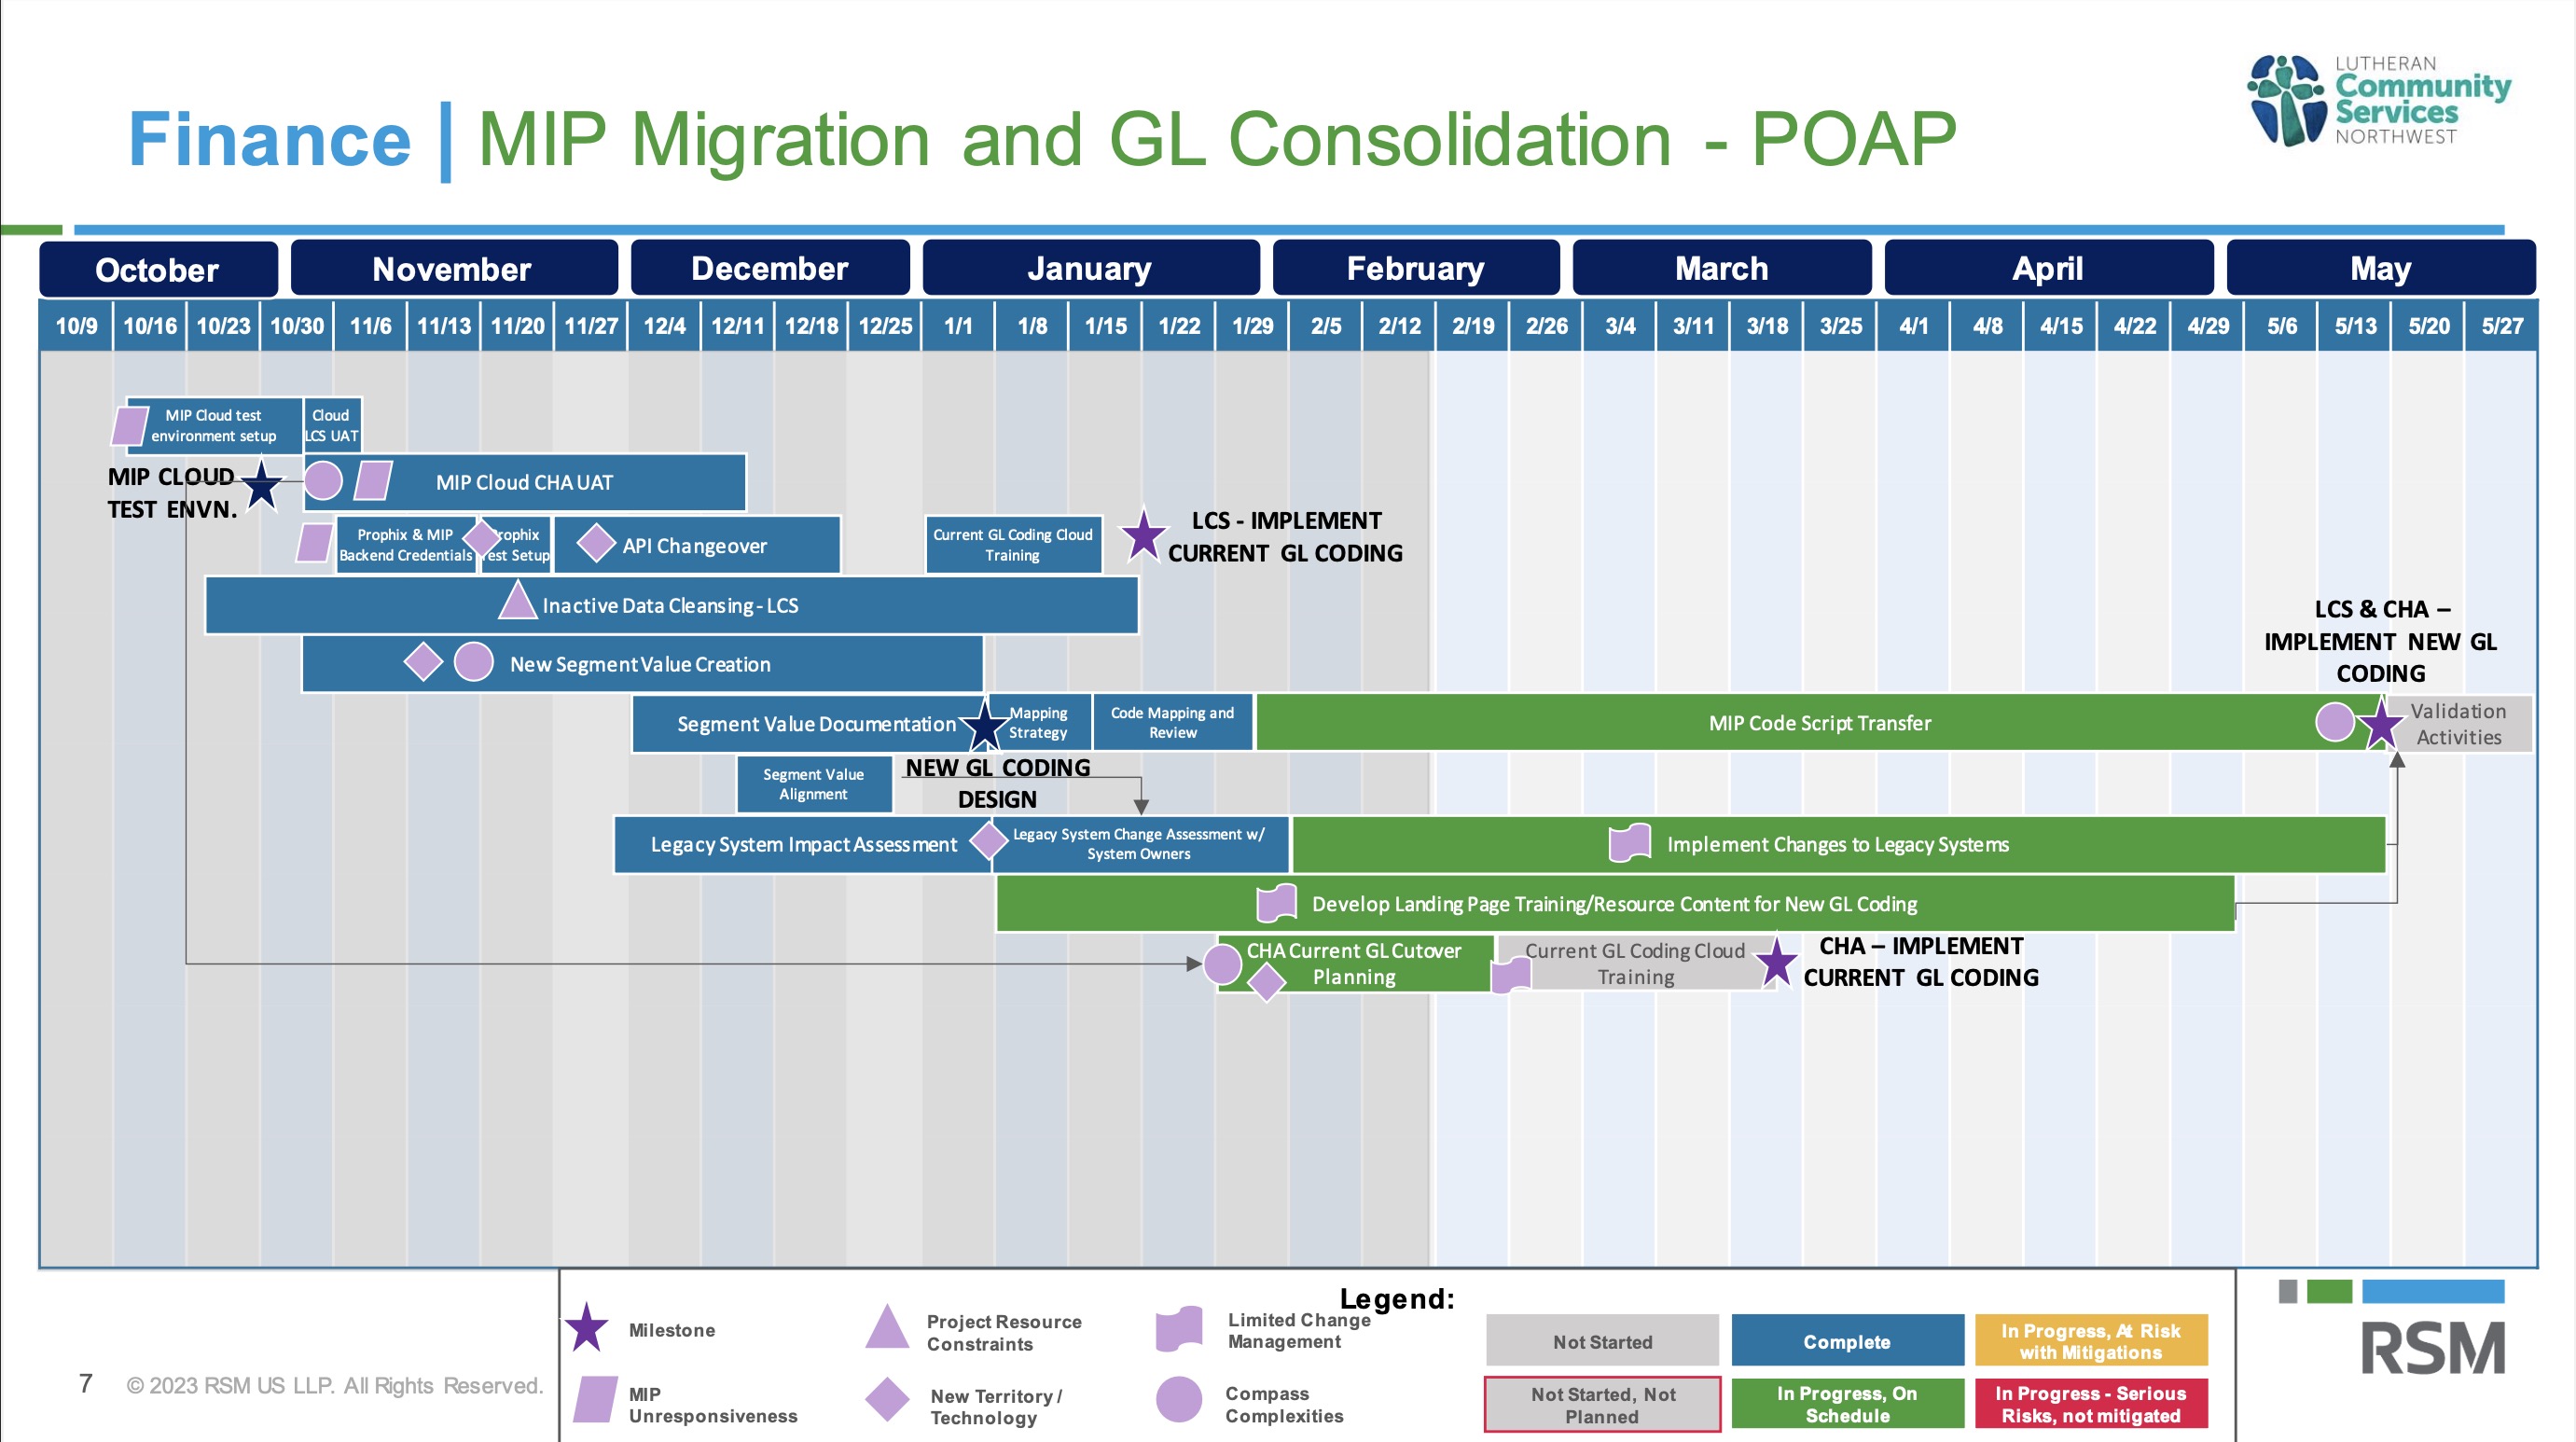 LUTHERAN
Community
Services
NORTHWEST
Finance | MIP Migration and GL Consolidation - POAP
October November December January February March April May
10/9 10/16 10/23 10/30 11/6 11/13 11/20 11/27 12/4 12/11 12/18 12/25 1/1 1/8 1/15 1/22 1/29 2/5 2/12 2/19 2/26 3/4 3/11 3/18 3/25 4/1 4/8 4/15 4/22 4/29 5/6 5/13 5/20 5/27
MIP Cloud test
environment setup
Cloud
LCS UAT
MIP CLOUD
TEST ENVN.
MIP Cloud CHA UAT
Prophix & MIP
Backend Credentials
rophix
est Setup
API Changeover
Current GL Coding Cloud
Training
LCS - IMPLEMENT
CURRENT GL CODING
Inactive Data Cleansing - LCS
New Segment Value Creation
LCS & CHA –
IMPLEMENT NEW GL
CODING
Segment Value Documentation
Mapping
Strategy
Code Mapping and
Review
MIP Code Script Transfer
Validation
Activities
Segment Value
Alignment
NEW GL CODING
DESIGN
Legacy System Impact Assessment
Legacy System Change Assessment w/
System Owners
Implement Changes to Legacy Systems
Develop Landing Page Training/Resource Content for New GL Coding
CHA Current GL Cutover
Planning
Current GL Coding Cloud
Training
CHA – IMPLEMENT
CURRENT GL CODING
Legend:
Milestone
Project Resource
Constraints
Limited Change
Management
Not Started
Complete
In Progress, At Risk
with Mitigations
MIP
Unresponsiveness
New Territory /
Technology
Compass
Complexities
Not Started, Not
Planned
In Progress, On
Schedule
In Progress - Serious
Risks, not mitigated
7
© 2023 RSM US LLP. All Rights Reserved.
RSM